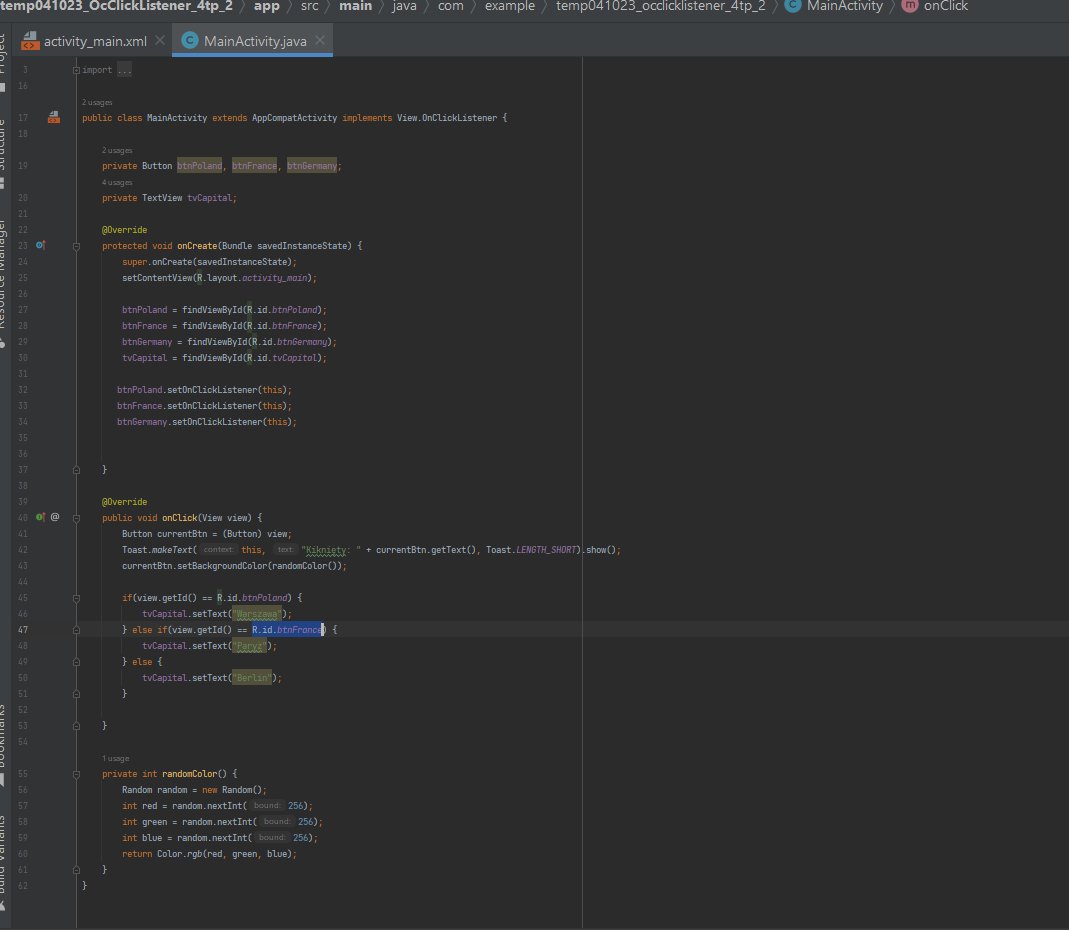 temp041023_OcClickListener_4tp_2 〉 app 〉 src 〉 main 〉 java 〉 com 〉 example 〉 temp041023_occlicklistener_4tp_2 〉 C MainActivity 〉 m onClick
activity_main.xml × C MainActivity.java ×
Project
Structure
Resource Manager
Bookmarks
Build Variants
3 import ...
16
2 usages
17 public class MainActivity extends AppCompatActivity implements View.OnClickListener {
18
2 usages
19 private Button btnPoland, btnFrance, btnGermany;
4 usages
20 private TextView tvCapital;
21
22 @Override
23 protected void onCreate(Bundle savedInstanceState) {
24 super.onCreate(savedInstanceState);
25 setContentView(R.layout.activity_main);
26
27 btnPoland = findViewById(R.id.btnPoland);
28 btnFrance = findViewById(R.id.btnFrance);
29 btnGermany = findViewById(R.id.btnGermany);
30 tvCapital = findViewById(R.id.tvCapital);
31
32 btnPoland.setOnClickListener(this);
33 btnFrance.setOnClickListener(this);
34 btnGermany.setOnClickListener(this);
35
36
37 }
38
39 @Override
40 @ public void onClick(View view) {
41 Button currentBtn = (Button) view;
42 Toast.makeText( context: this, text: "Kiknięty: " + currentBtn.getText(), Toast.LENGTH_SHORT).show();
43 currentBtn.setBackgroundColor(randomColor());
44
45 if(view.getId() == R.id.btnPoland) {
46 tvCapital.setText("Warszawa");
47 } else if(view.getId() == R.id.btnFrance) {
48 tvCapital.setText("Paryż");
49 } else {
50 tvCapital.setText("Berlin");
51 }
52
53 }
54
1 usage
55 private int randomColor() {
56 Random random = new Random();
57 int red = random.nextInt( bound: 256);
58 int green = random.nextInt( bound: 256);
59 int blue = random.nextInt( bound: 256);
60 return Color.rgb(red, green, blue);
61 }
62 }